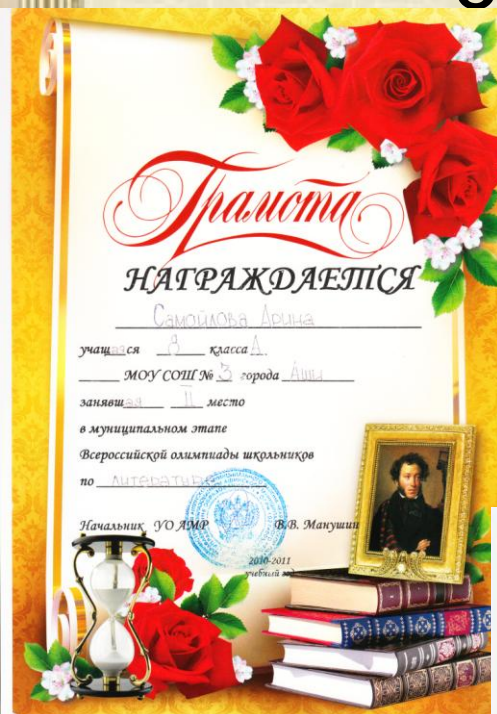 Грамота
НАГРАЖДАЕТСЯ
Самойлова Арина
учащаяся 8 класса А
МОУ СОШ № 3 города Аши
занявшая II место
в муниципальном этапе
Всероссийской олимпиады школьников
по литературе
Начальник УО АМР В.В. Манушин
2010-2011
учебный год